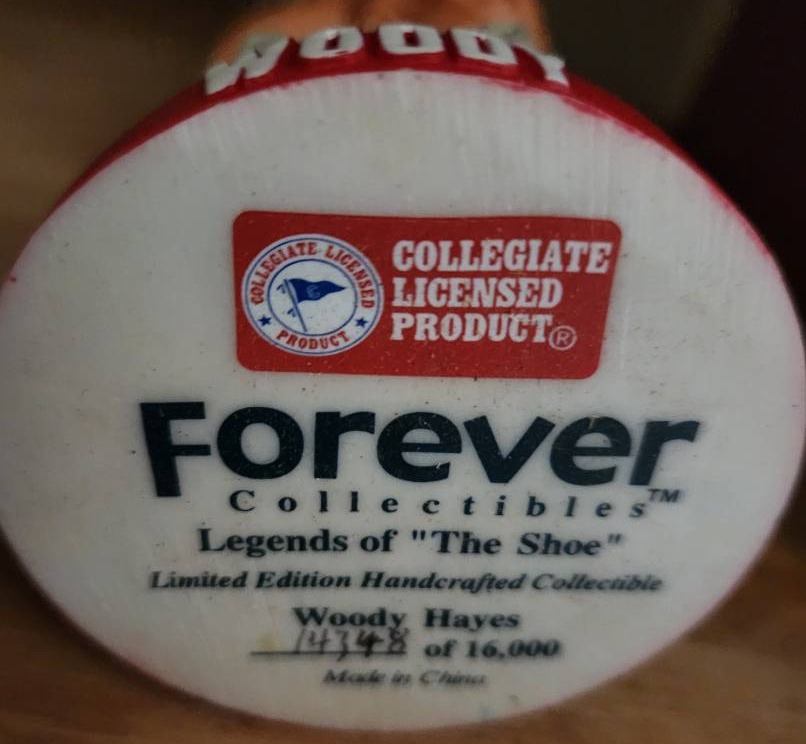 WOODY
COLLEGIATE LICENSED PRODUCT
COLLEGIATE
LICENSED
PRODUCT®
Forever
Collectibles™
Legends of "The Shoe"
Limited Edition Handcrafted Collectible
Woody Hayes
14348 of 16,000
Made in China